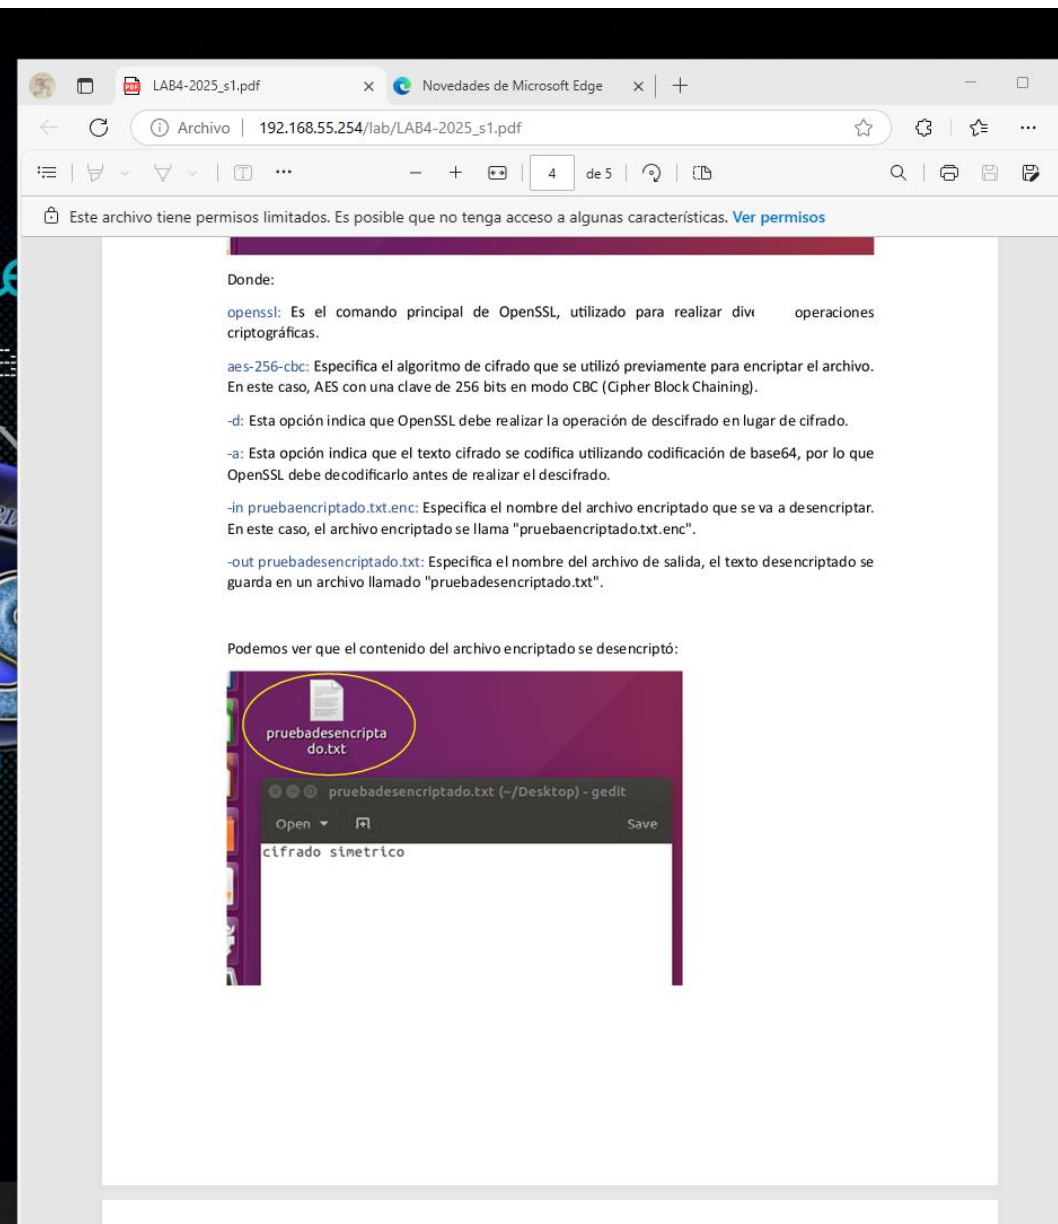 LAB4-2025_s1.pdf
Novedades de Microsoft Edge
Archivo | 192.168.55.254/lab/LAB4-2025_s1.pdf
4 de 5
Este archivo tiene permisos limitados. Es posible que no tenga acceso a algunas características. Ver permisos
Donde:
openssl: Es el comando principal de OpenSSL, utilizado para realizar dive operaciones
criptográficas.
aes-256-cbc: Especifica el algoritmo de cifrado que se utilizó previamente para encriptar el archivo.
En este caso, AES con una clave de 256 bits en modo CBC (Cipher Block Chaining).
-d: Esta opción indica que OpenSSL debe realizar la operación de descifrado en lugar de cifrado.
-a: Esta opción indica que el texto cifrado se codifica utilizando codificación de base64, por lo que
OpenSSL debe decodificarlo antes de realizar el descifrado.
-in pruebaencriptado.txt.enc: Especifica el nombre del archivo encriptado que se va a desencriptar.
En este caso, el archivo encriptado se llama "pruebaencriptado.txt.enc".
-out pruebadesencriptado.txt: Especifica el nombre del archivo de salida, el texto desencriptado se
guarda en un archivo llamado "pruebadesencriptado.txt".
Podemos ver que el contenido del archivo encriptado se desencriptó:
pruebadesencripta
do.txt
pruebadesencriptado.txt (~/Desktop) - gedit
Open Save
cifrado simetrico